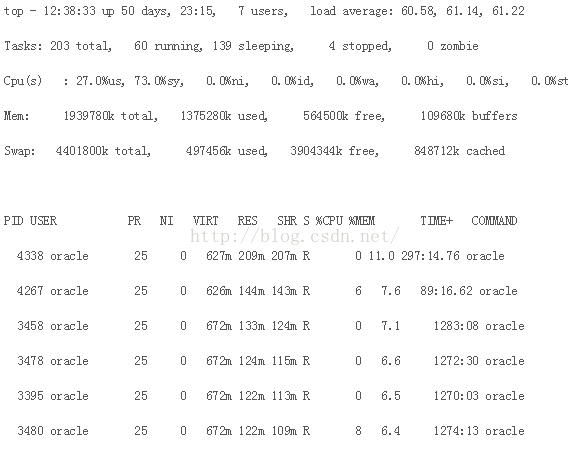 top - 12:38:33 up 50 days, 23:15, 7 users, load average: 60.58, 61.14, 61.22
Tasks: 203 total, 60 running, 139 sleeping, 4 stopped, 0 zombie
Cpu(s) : 27.0%us, 73.0%sy, 0.0%ni, 0.0%id, 0.0%wa, 0.0%hi, 0.0%si, 0.0%st
Mem: 1939780k total, 1375280k used, 564500k free, 109680k buffers
Swap: 4401800k total, 497456k used, 3904344k free, 848712k cached
PID USER PR NI VIRT RES SHR S %CPU %MEM TIME+ COMMAND
http://blog.csdn.net/
4338 oracle 25 0 627m 209m 207m R 0 11.0 297:14.76 oracle
4267 oracle 25 0 626m 144m 143m R 6 7.6 89:16.62 oracle
3458 oracle 25 0 672m 133m 124m R 0 7.1 1283:08 oracle
3478 oracle 25 0 672m 124m 115m R 0 6.6 1272:30 oracle
3395 oracle 25 0 672m 122m 113m R 0 6.5 1270:03 oracle
3480 oracle 25 0 672m 122m 109m R 8 6.4 1274:13 oracle